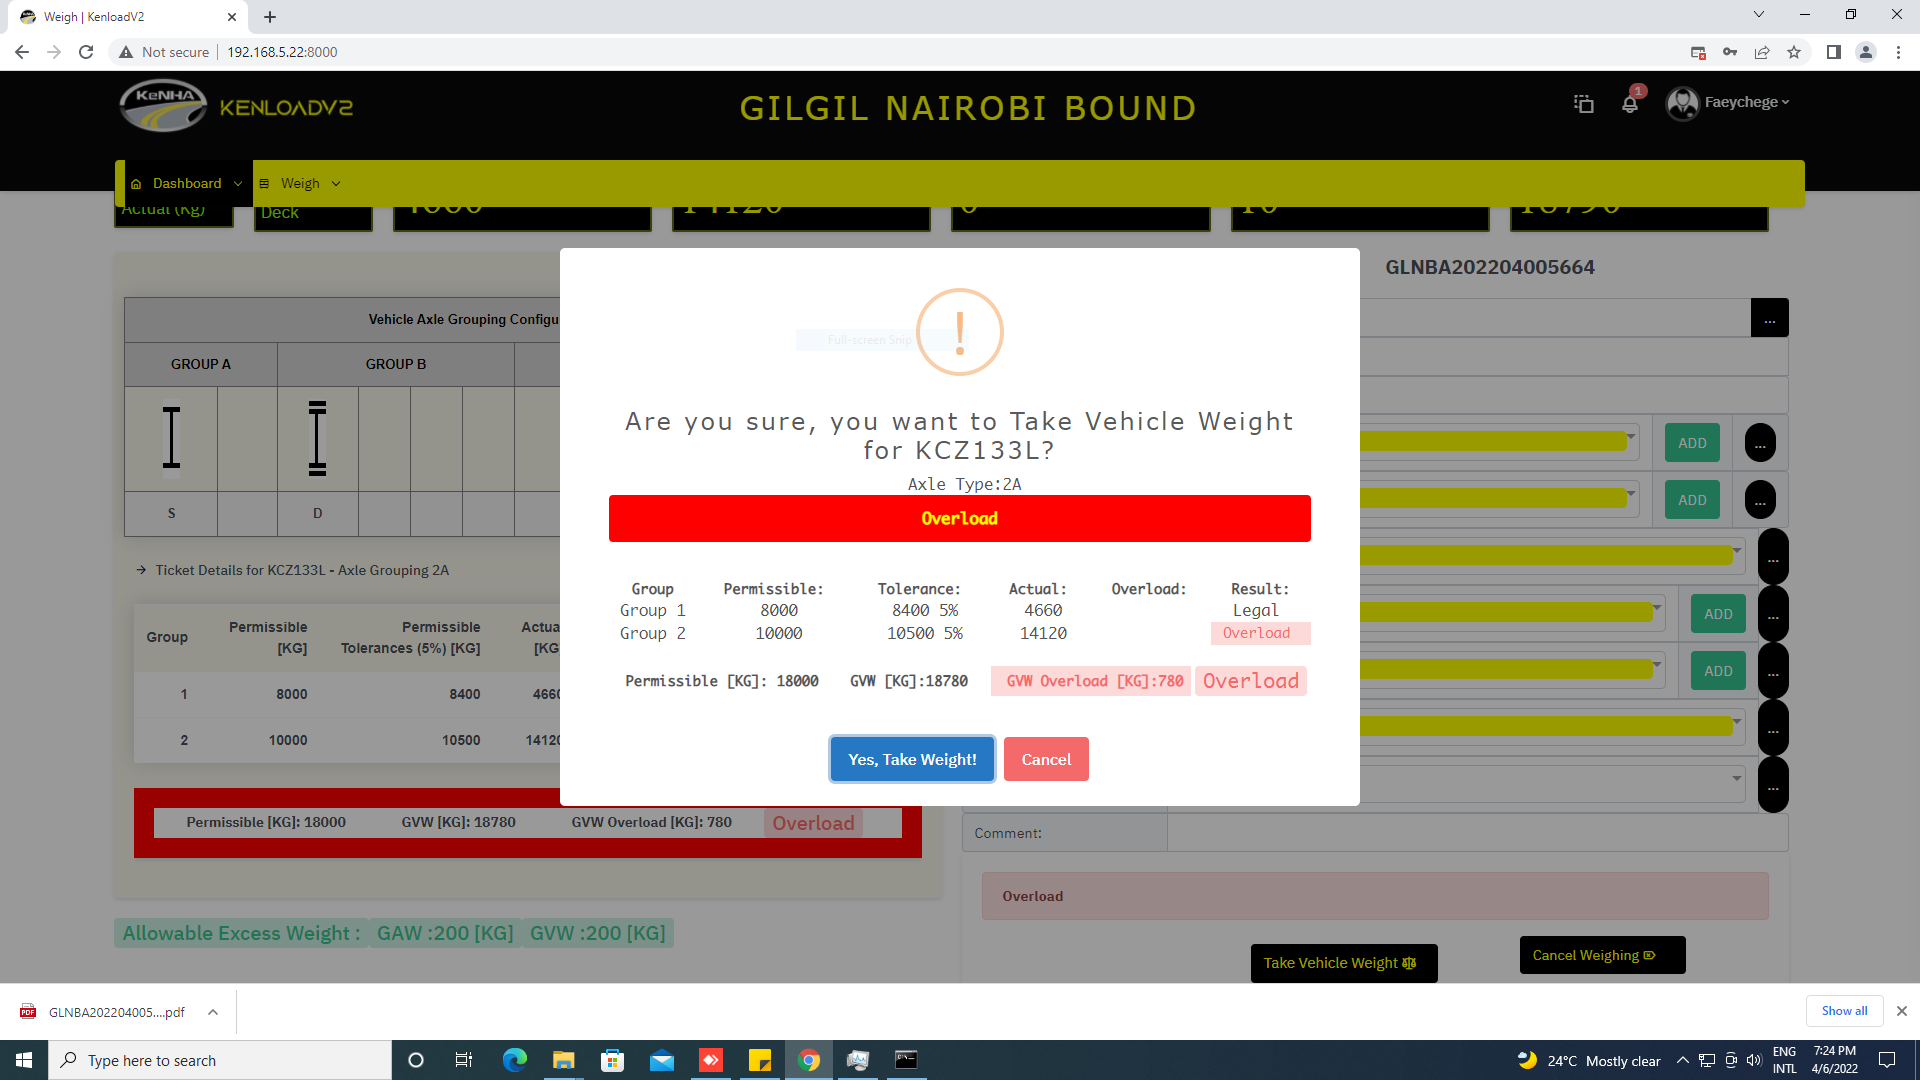 Weigh | KenloadV2
Not secure | 192.168.5.22:8000
KeNHA KENLOADV2
GILGIL NAIROBI BOUND
1
Faeychege
Dashboard
Weigh
Actual (Kg)
Deck
4660
14120
0
10
18790
GLNBA202204005664
Vehicle Axle Grouping Configu
GROUP A
GROUP B
S
D
Ticket Details for KCZ133L - Axle Grouping 2A
Group Permissible [KG] Permissible Tolerances (5%) [KG] Actua [KG
1 8000 8400 4660
2 10000 10500 14120
Permissible [KG]: 18000 GVW [KG]: 18780 GVW Overload [KG]: 780 Overload
Allowable Excess Weight : GAW :200 [KG] GVW :200 [KG]
Full-screen Snip
!
Are you sure, you want to Take Vehicle Weight
for KCZ133L?
Axle Type:2A
Overload
Group Permissible: Tolerance: Actual: Overload: Result:
Group 1 8000 8400 5% 4660 Legal
Group 2 10000 10500 5% 14120 Overload
Permissible [KG]: 18000 GVW [KG]:18780 GVW Overload [KG]:780 Overload
Yes, Take Weight!
Cancel
...
ADD ...
ADD ...
...
ADD ...
ADD ...
...
...
Comment:
Overload
Take Vehicle Weight
Cancel Weighing
PDF GLNBA202204005....pdf
Show all
Type here to search
24°C Mostly clear
ENG
INTL
7:24 PM
4/6/2022